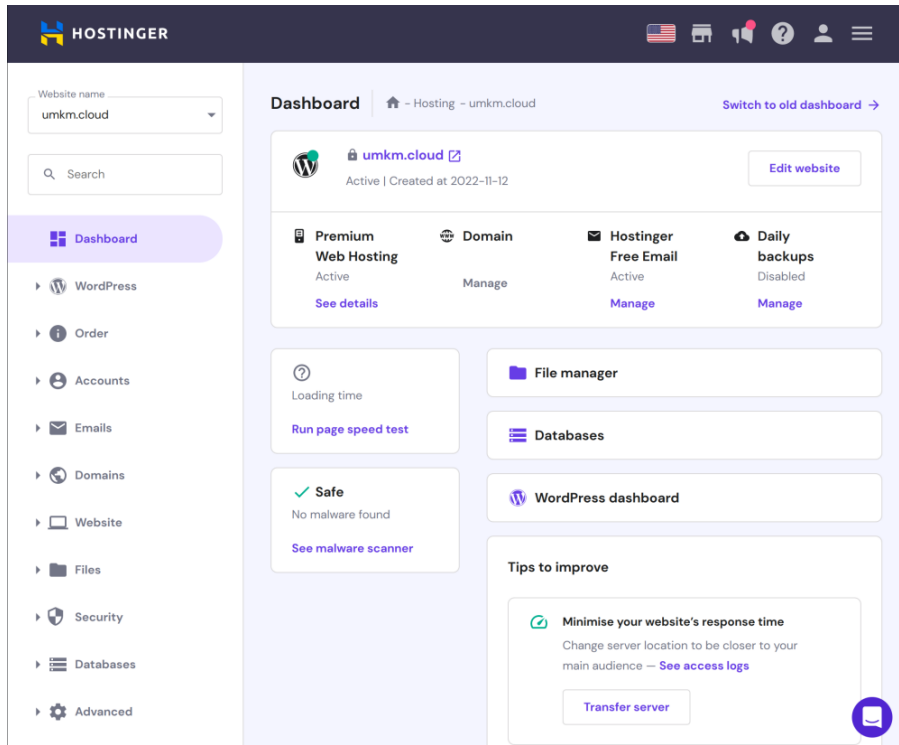 HOSTINGER
Website name
umkm.cloud
Search
Dashboard
WordPress
Order
Accounts
Emails
Domains
Website
Files
Security
Databases
Advanced
Dashboard
- Hosting - umkm.cloud
Switch to old dashboard →
umkm.cloud
Active | Created at 2022-11-12
Edit website
Premium
Web Hosting
Active
See details
Domain
Manage
Hostinger
Free Email
Active
Manage
Daily
backups
Disabled
Manage
Loading time
Run page speed test
Safe
No malware found
See malware scanner
File manager
Databases
WordPress dashboard
Tips to improve
Minimise your website's response time
Change server location to be closer to your
main audience — See access logs
Transfer server